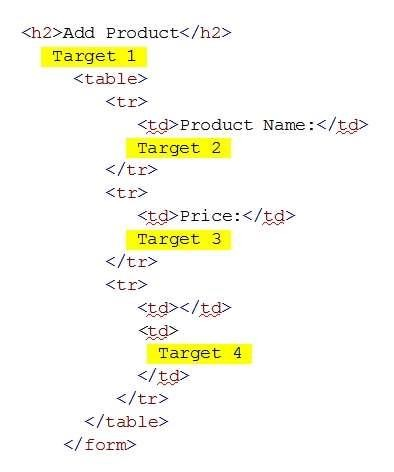 <h2>Add Product</h2>
Target 1
<table>
<tr>
<td>Product Name:</td>
Target 2
</tr>
<tr>
<td>Price:</td>
Target 3
</tr>
<tr>
<td></td>
<td>
Target 4
</td>
</tr>
</table>
</form>